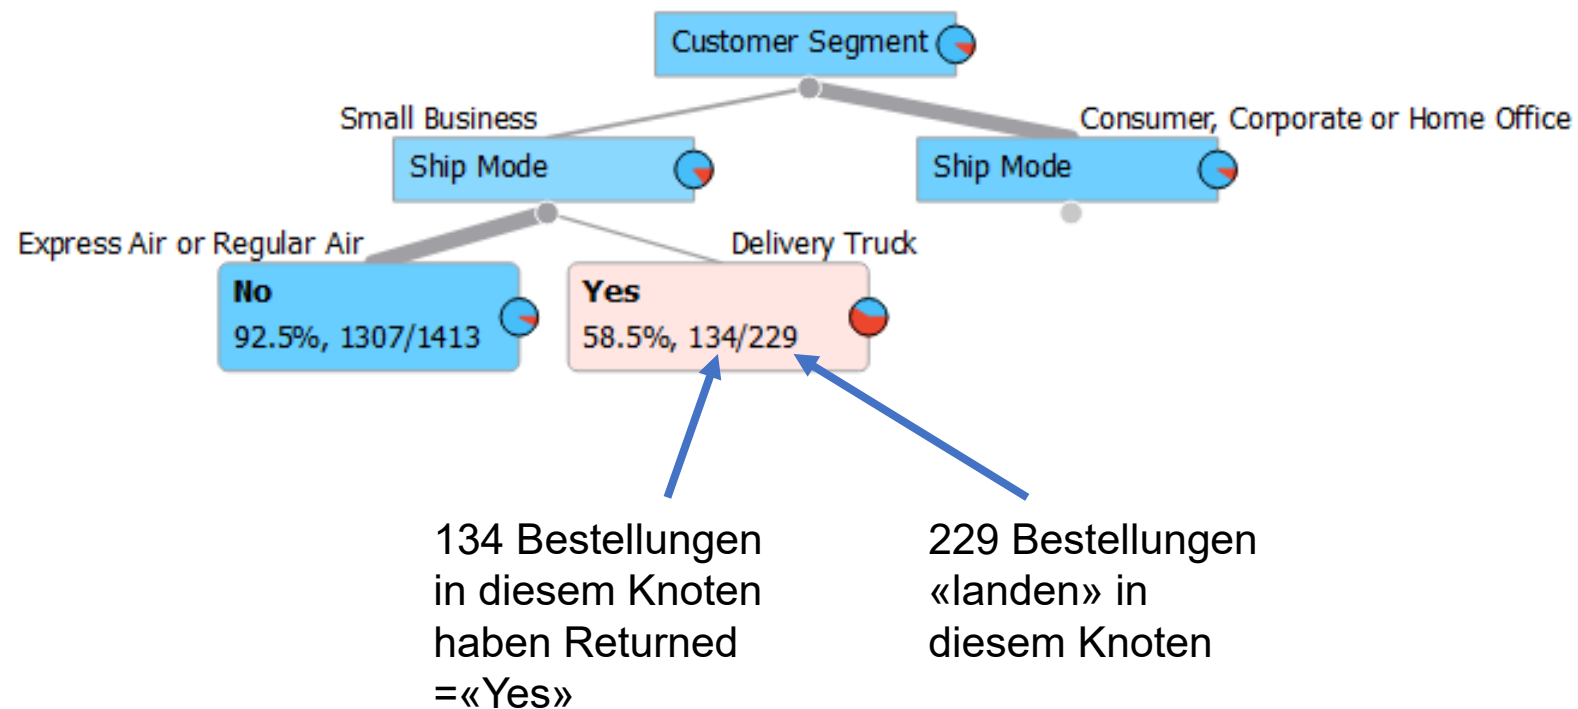 Customer Segment
Small Business
Consumer, Corporate or Home Office
Ship Mode
Ship Mode
Express Air or Regular Air
Delivery Truck
No
92.5%, 1307/1413
Yes
58.5%, 134/229
134 Bestellungen
in diesem Knoten
haben Returned
=«Yes»
229 Bestellungen
«landen» in
diesem Knoten